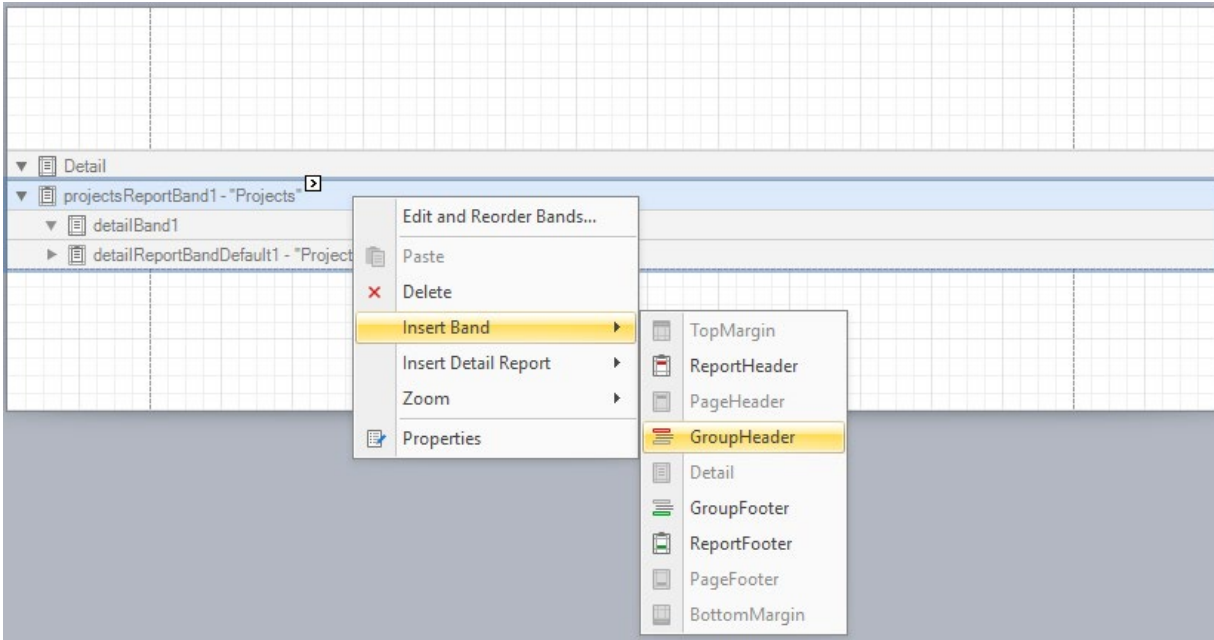 Detail
projectsReportBand1 - "Projects"
detailBand1
detailReportBandDefault1 - "Project
Edit and Reorder Bands...
Paste
Delete
Insert Band
Insert Detail Report
Zoom
Properties
TopMargin
ReportHeader
PageHeader
GroupHeader
Detail
GroupFooter
ReportFooter
PageFooter
BottomMargin